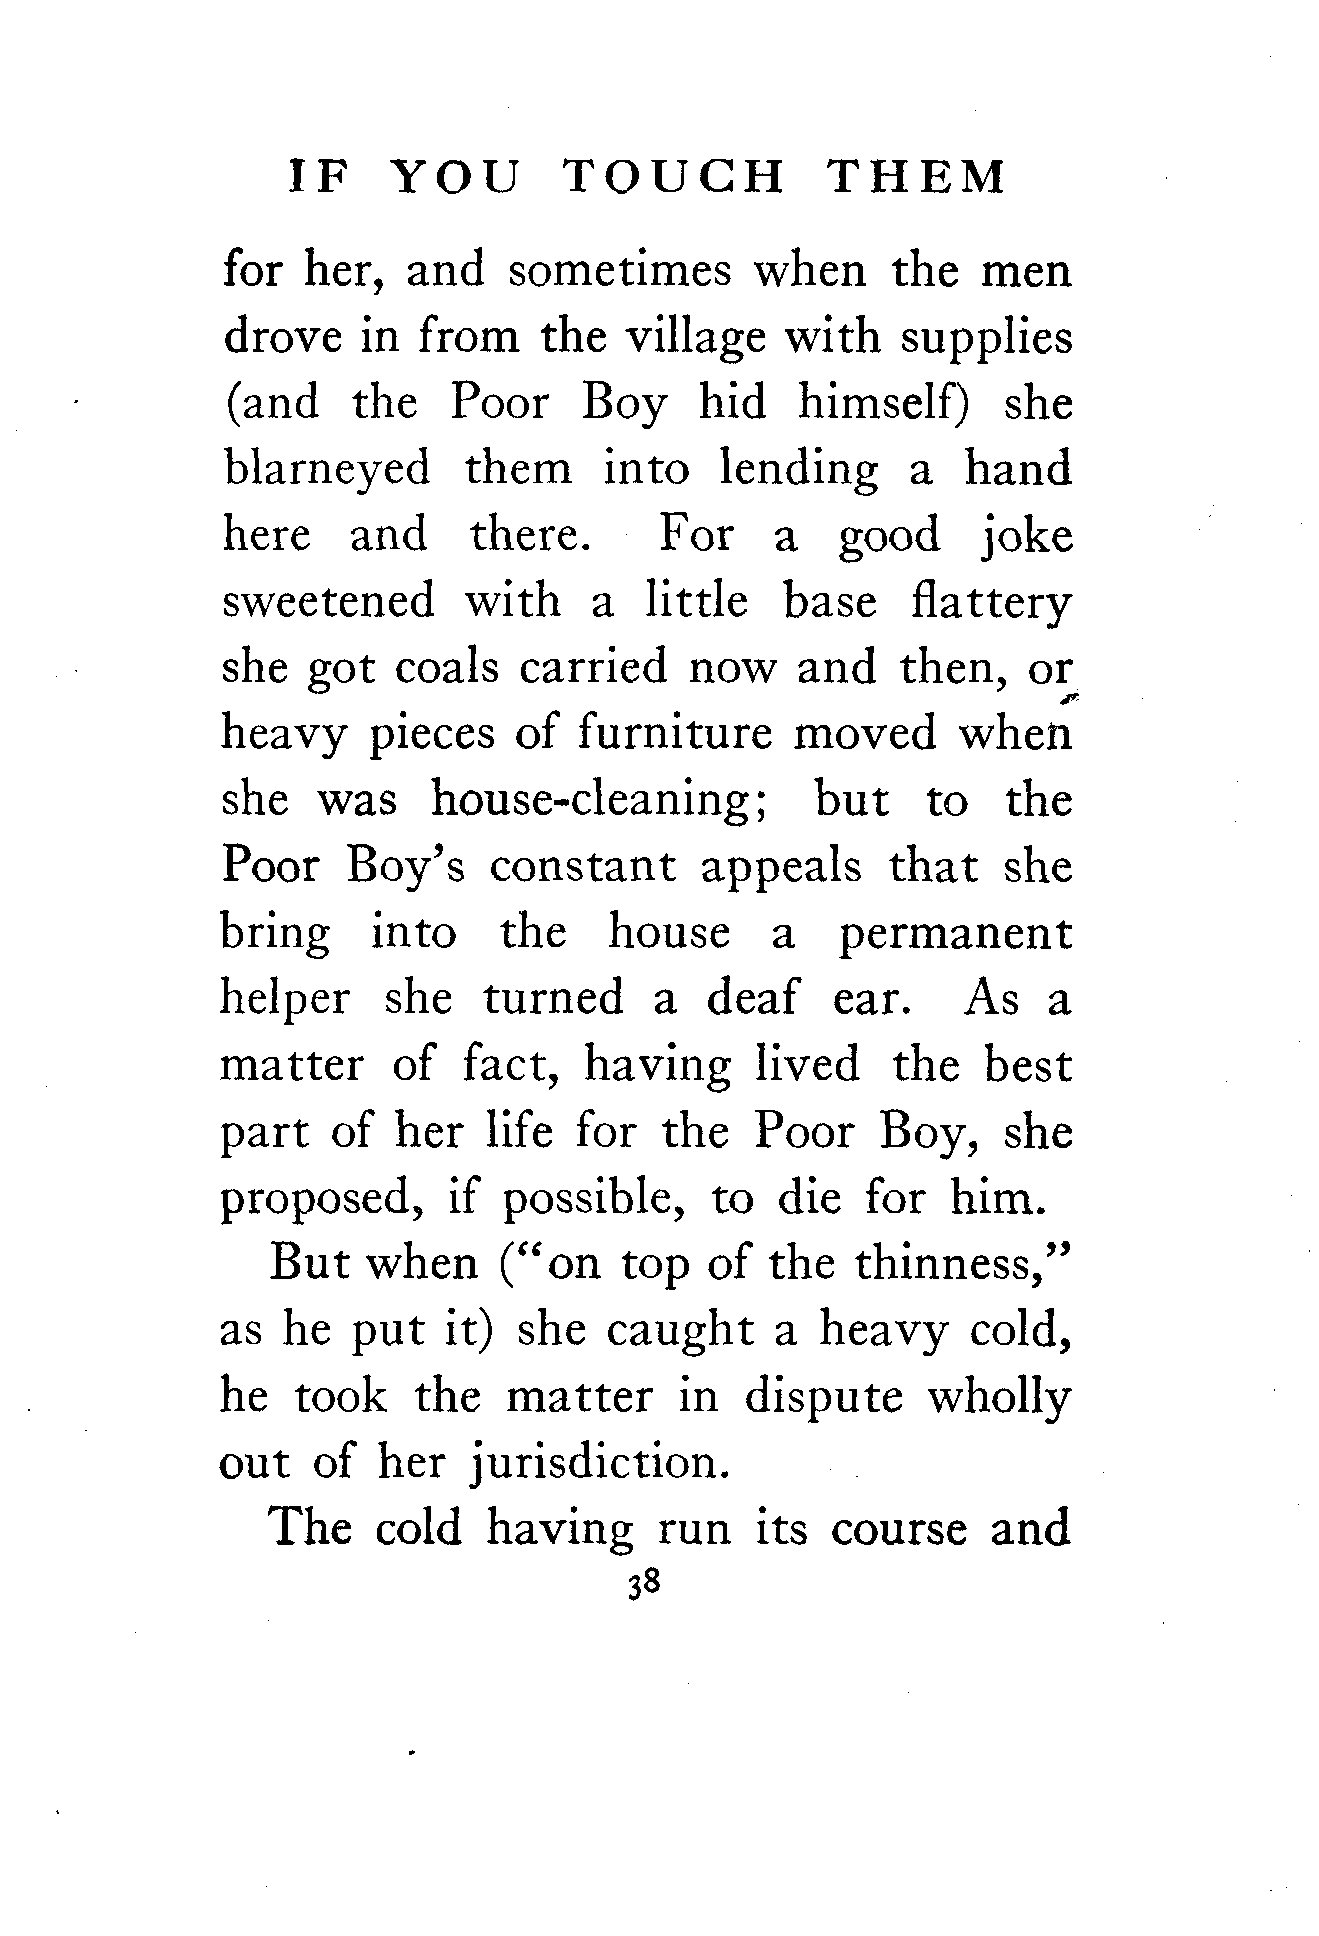 IF YOU TOUCH THEM
for her, and sometimes when the men
drove in from the village with supplies
(and the Poor Boy hid himself) she
blarneyed them into lending a hand
here and there. For a good joke
sweetened with a little base flattery
she got coals carried now and then, or
heavy pieces of furniture moved when
she was house-cleaning; but to the
Poor Boy's constant appeals that she
bring into the house a permanent
helper she turned a deaf ear. As a
matter of fact, having lived the best
part of her life for the Poor Boy, she
proposed, if possible, to die for him.
But when (“on top of the thinness,”
as he put it) she caught a heavy cold,
he took the matter in dispute wholly
out of her jurisdiction.
The cold having run its course and
38